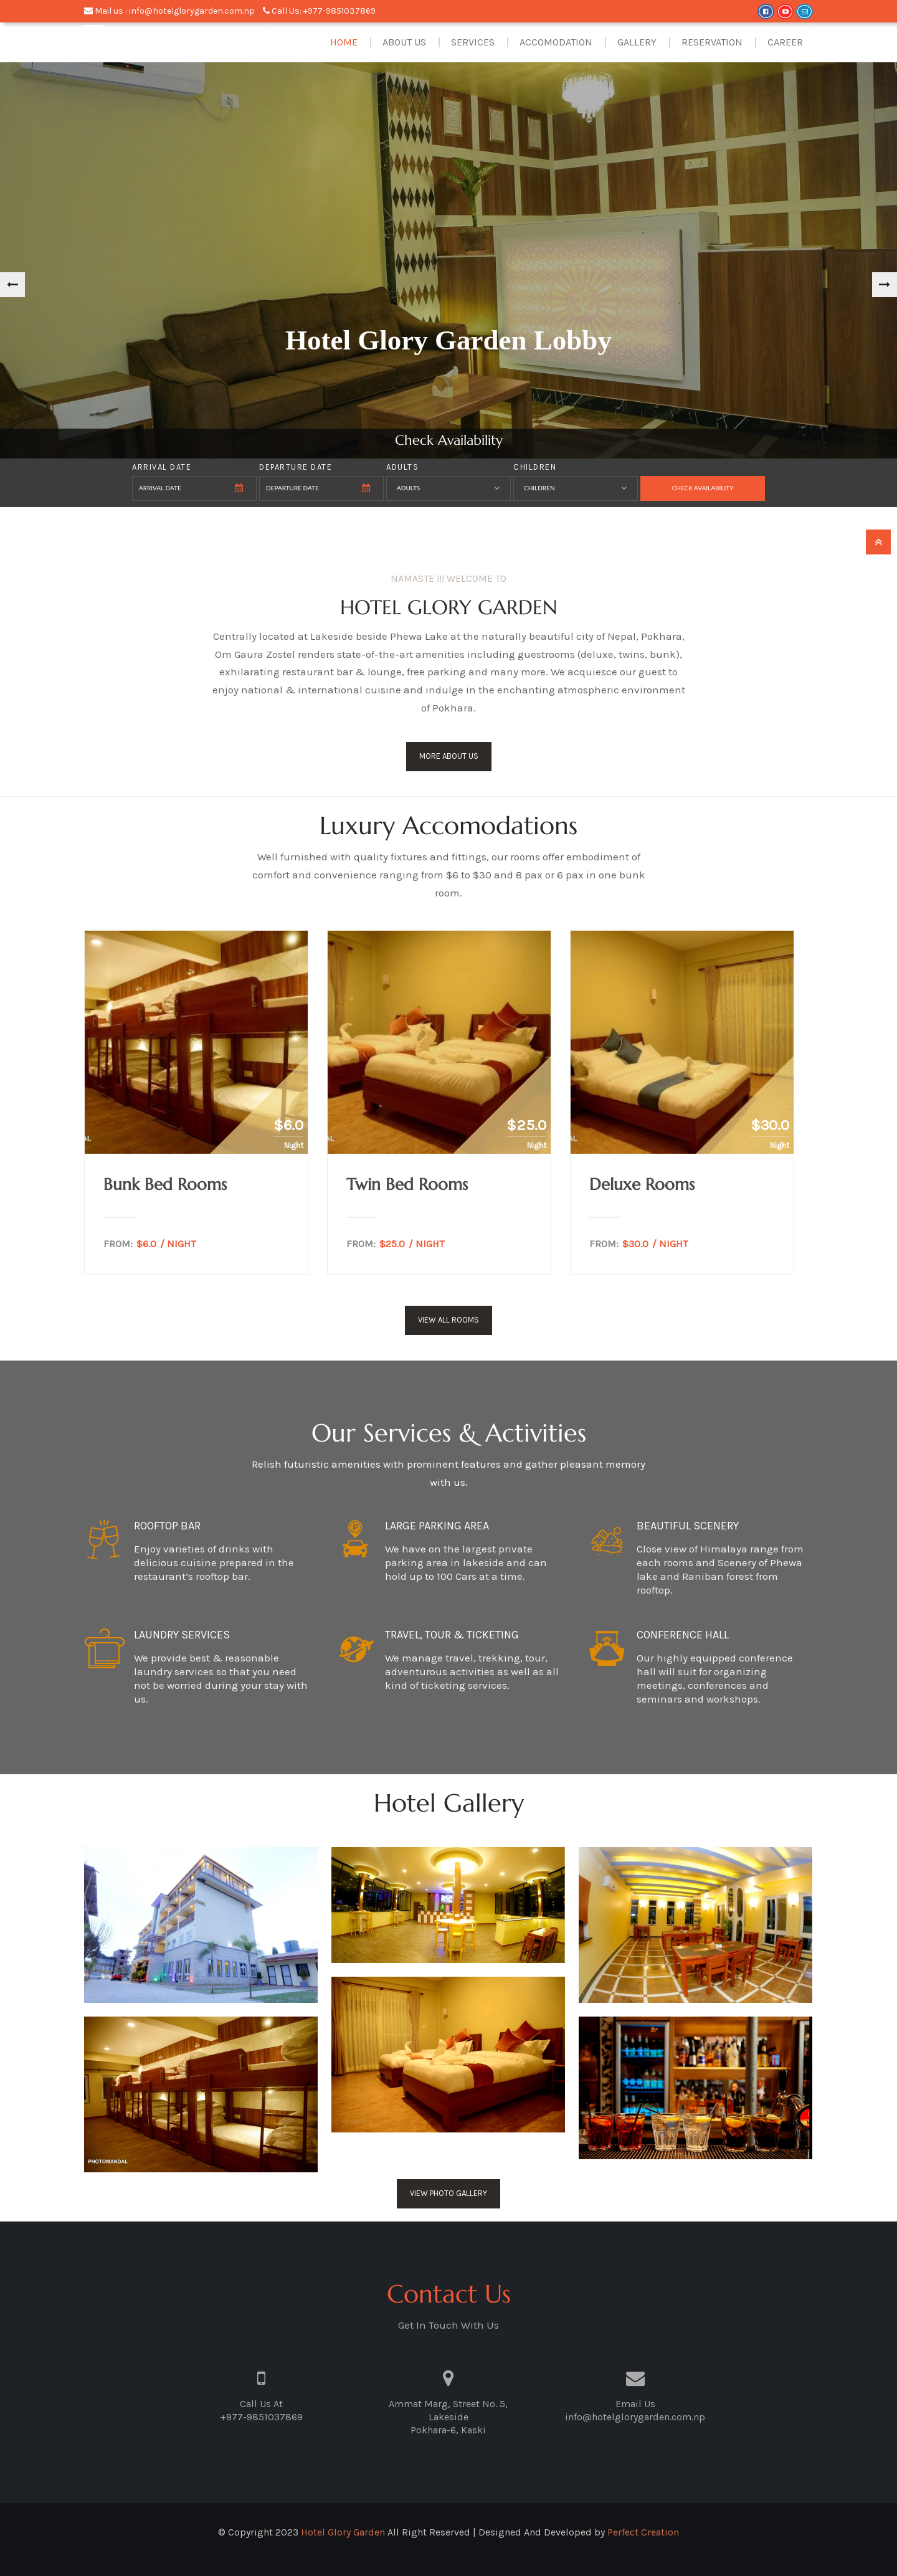 Mail us : info@hotelglorygarden.com.np Call Us: +977-9851037869
HOME ABOUT US SERVICES ACCOMODATION GALLERY RESERVATION CAREER
Hotel Glory Garden Lobby
Check Availability
ARRIVAL DATE DEPARTURE DATE ADULTS CHILDREN
ARRIVAL DATE DEPARTURE DATE ADULTS CHILDREN CHECK AVAILABILITY
NAMASTE !!! WELCOME TO
HOTEL GLORY GARDEN
Centrally located at Lakeside beside Phewa Lake at the naturally beautiful city of Nepal, Pokhara,
Om Gaura Zostel renders state-of-the-art amenities including guestrooms (deluxe, twins, bunk),
exhilarating restaurant bar & lounge, free parking and many more. We acquiesce our guest to
enjoy national & international cuisine and indulge in the enchanting atmospheric environment
of Pokhara.
MORE ABOUT US
Luxury Accomodations
Well furnished with quality fixtures and fittings, our rooms offer embodiment of
comfort and convenience ranging from $6 to $30 and 8 pax or 6 pax in one bunk
room.
$6.0
Night
AL
Bunk Bed Rooms
FROM: $6.0 / NIGHT
$25.0
Night
AL
Twin Bed Rooms
FROM: $25.0 / NIGHT
$30.0
Night
AL
Deluxe Rooms
FROM: $30.0 / NIGHT
VIEW ALL ROOMS
Our Services & Activities
Relish futuristic amenities with prominent features and gather pleasant memory
with us.
ROOFTOP BAR
Enjoy varieties of drinks with
delicious cuisine prepared in the
restaurant's rooftop bar.
LARGE PARKING AREA
We have on the largest private
parking area in lakeside and can
hold up to 100 Cars at a time.
BEAUTIFUL SCENERY
Close view of Himalaya range from
each rooms and Scenery of Phewa
lake and Raniban forest from
rooftop.
LAUNDRY SERVICES
We provide best & reasonable
laundry services so that you need
not be worried during your stay with
us.
TRAVEL, TOUR & TICKETING
We manage travel, trekking, tour,
adventurous activities as well as all
kind of ticketing services.
CONFERENCE HALL
Our highly equipped conference
hall will suit for organizing
meetings, conferences and
seminars and workshops.
Hotel Gallery
PHOTOMANDAL
VIEW PHOTO GALLERY
Contact Us
Get In Touch With Us
Call Us At
+977-9851037869
Ammat Marg, Street No. 5,
Lakeside
Pokhara-6, Kaski
Email Us
info@hotelglorygarden.com.np
© Copyright 2023 Hotel Glory Garden All Right Reserved | Designed And Developed by Perfect Creation